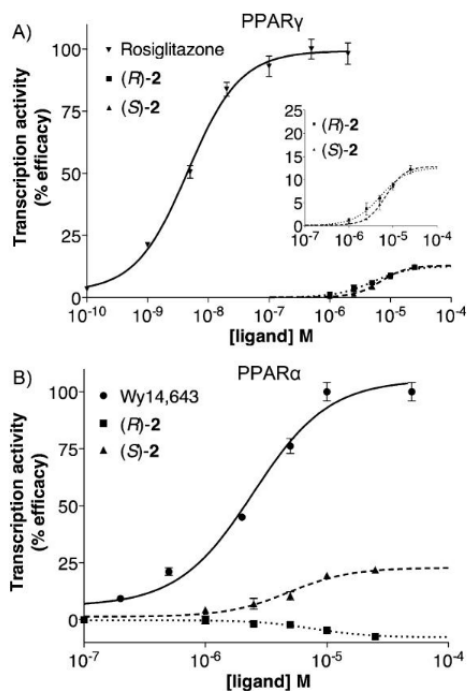 A) PPARγ
Rosiglitazone
(R)-2
(S)-2
Transcription activity
(% efficacy)
100
75
50
25
0
25
20
15
10
5
0
(R)-2
(S)-2
10-7 10-6 10-5 10-4
10-10 10-9 10-8 10-7 10-6 10-5 10-4
[ligand] M
B) PPARα
Wy14,643
(R)-2
(S)-2
Transcription activity
(% efficacy)
100
75
50
25
0
10-7 10-6 10-5 10-4
[ligand] M